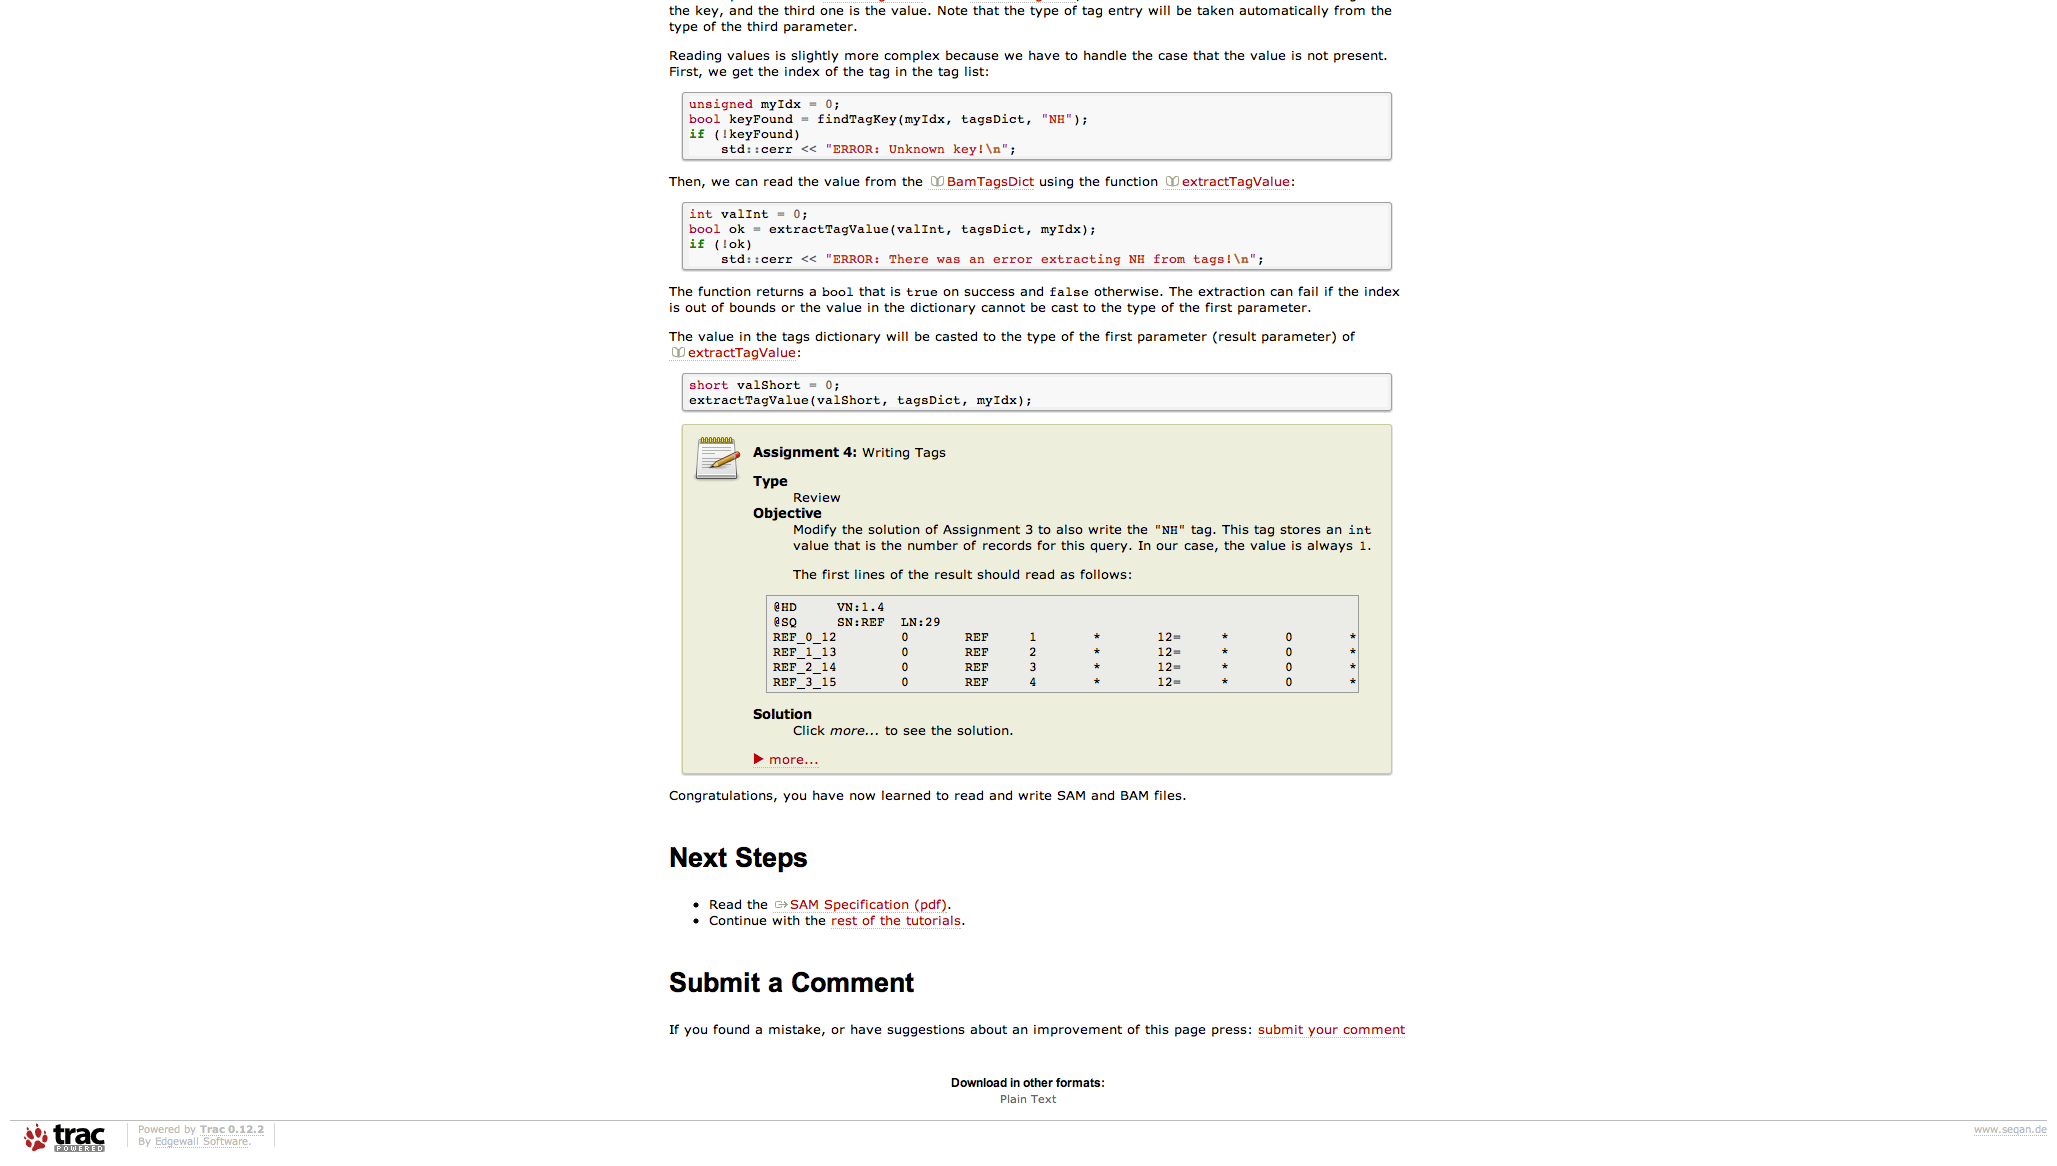 the key, and the third one is the value. Note that the type of tag entry will be taken automatically from the
type of the third parameter.
Reading values is slightly more complex because we have to handle the case that the value is not present.
First, we get the index of the tag in the tag list:
unsigned myIdx = 0;
bool keyFound = findTagKey(myIdx, tagsDict, "NH");
if (!keyFound)
    std::cerr << "ERROR: Unknown key!\n";
Then, we can read the value from the BamTagsDict using the function extractTagValue:
int valInt = 0;
bool ok = extractTagValue(valInt, tagsDict, myIdx);
if (!ok)
    std::cerr << "ERROR: There was an error extracting NH from tags!\n";
The function returns a bool that is true on success and false otherwise. The extraction can fail if the index
is out of bounds or the value in the dictionary cannot be cast to the type of the first parameter.
The value in the tags dictionary will be casted to the type of the first parameter (result parameter) of
extractTagValue:
short valShort = 0;
extractTagValue(valShort, tagsDict, myIdx);
Assignment 4: Writing Tags
Type
Review
Objective
Modify the solution of Assignment 3 to also write the "NH" tag. This tag stores an int
value that is the number of records for this query. In our case, the value is always 1.
The first lines of the result should read as follows:
@HD     VN:1.4
@SQ     SN:REF  LN:29
REF_0_12        0       REF     1       *       12=     *       0       *
REF_1_13        0       REF     2       *       12=     *       0       *
REF_2_14        0       REF     3       *       12=     *       0       *
REF_3_15        0       REF     4       *       12=     *       0       *
Solution
Click more... to see the solution.
more...
Congratulations, you have now learned to read and write SAM and BAM files.
Next Steps
• Read the SAM Specification (pdf).
• Continue with the rest of the tutorials.
Submit a Comment
If you found a mistake, or have suggestions about an improvement of this page press: submit your comment
Download in other formats:
Plain Text
trac POWERED
Powered by Trac 0.12.2
By Edgewall Software.
www.seqan.de